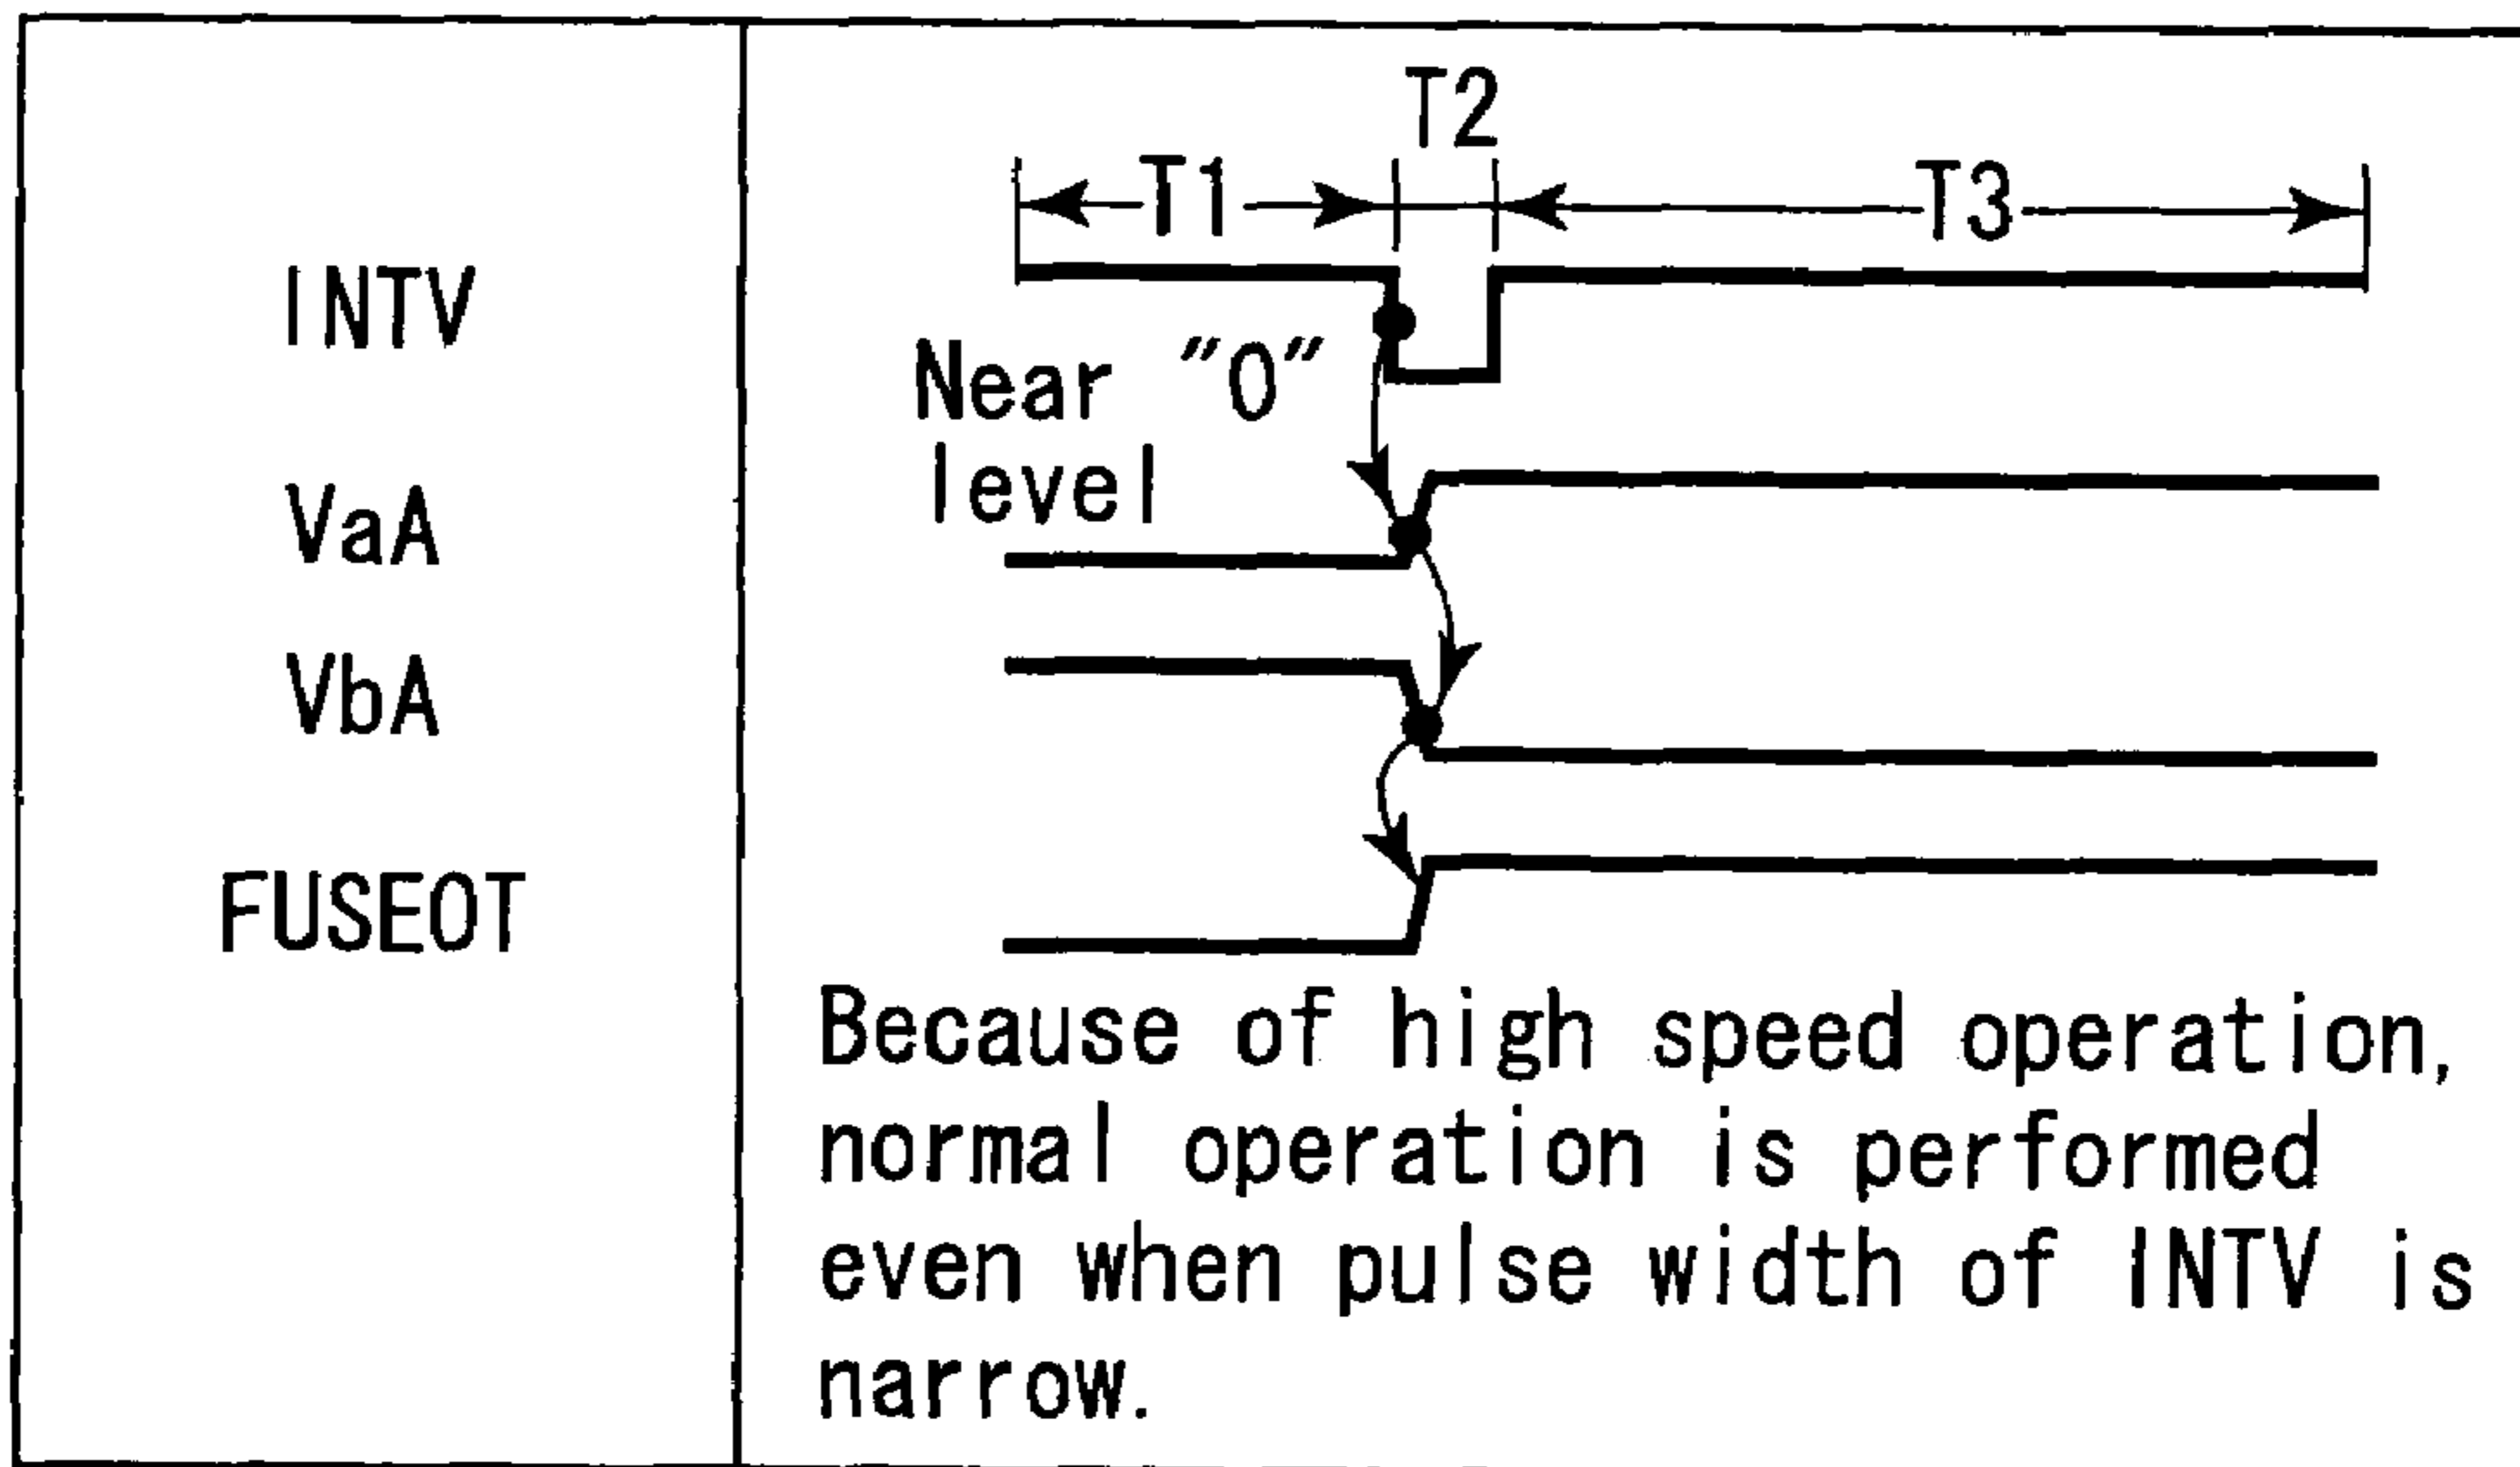 T2
T1
T3
INTV
Near "0"
level
VaA
VbA
FUSEOT
Because of high speed operation,
normal operation is performed
even when pulse width of INTV is
narrow.